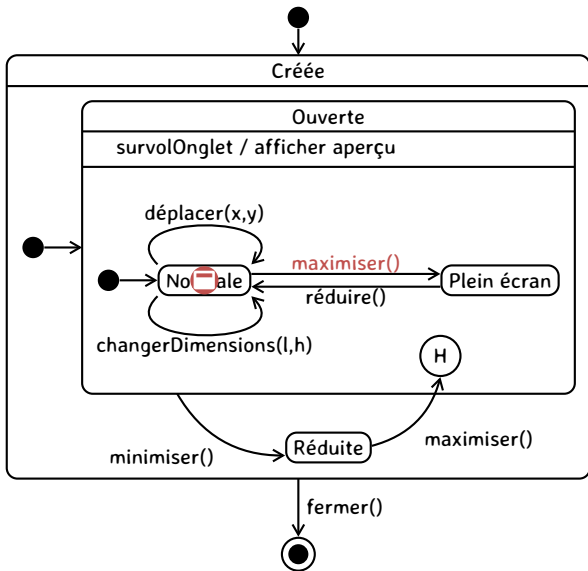 Créée
Ouverte
survolOnglet / afficher aperçu
déplacer(x,y)
maximiser()
Plein écran
réduire()
changerDimensions(l,h)
H
minimiser()
Réduite
maximiser()
fermer()